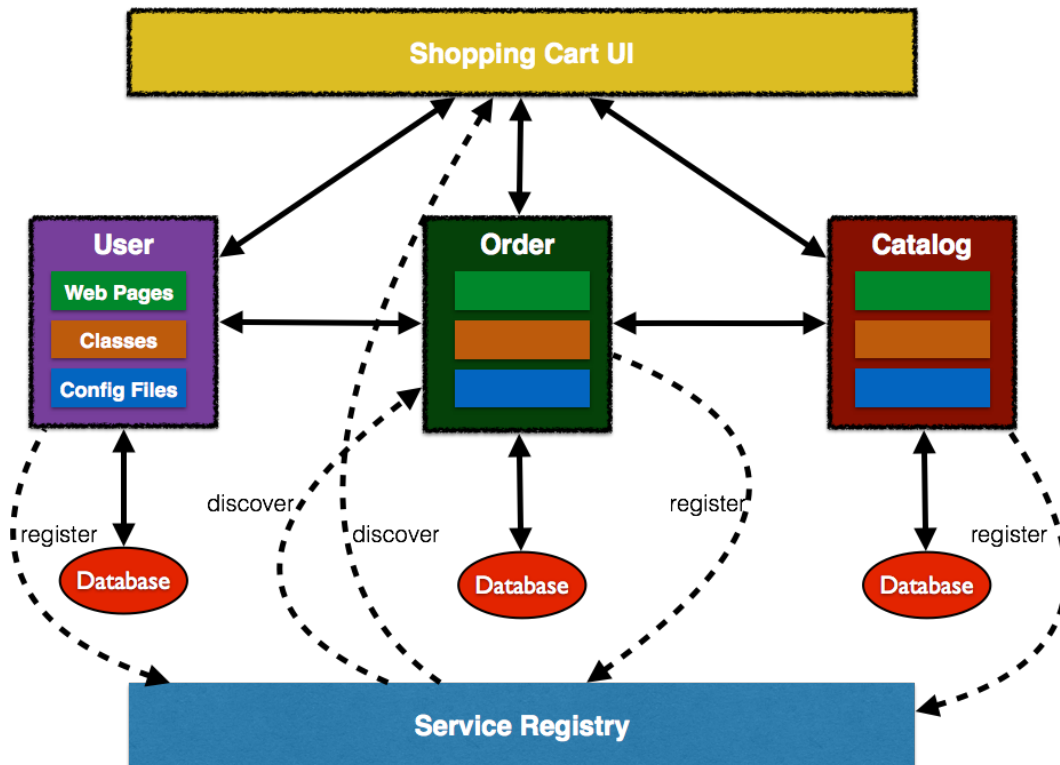 Shopping Cart UI
User
Order
Catalog
Web Pages
Classes
Config Files
discover
register
discover
register
register
Database
Database
Database
Service Registry